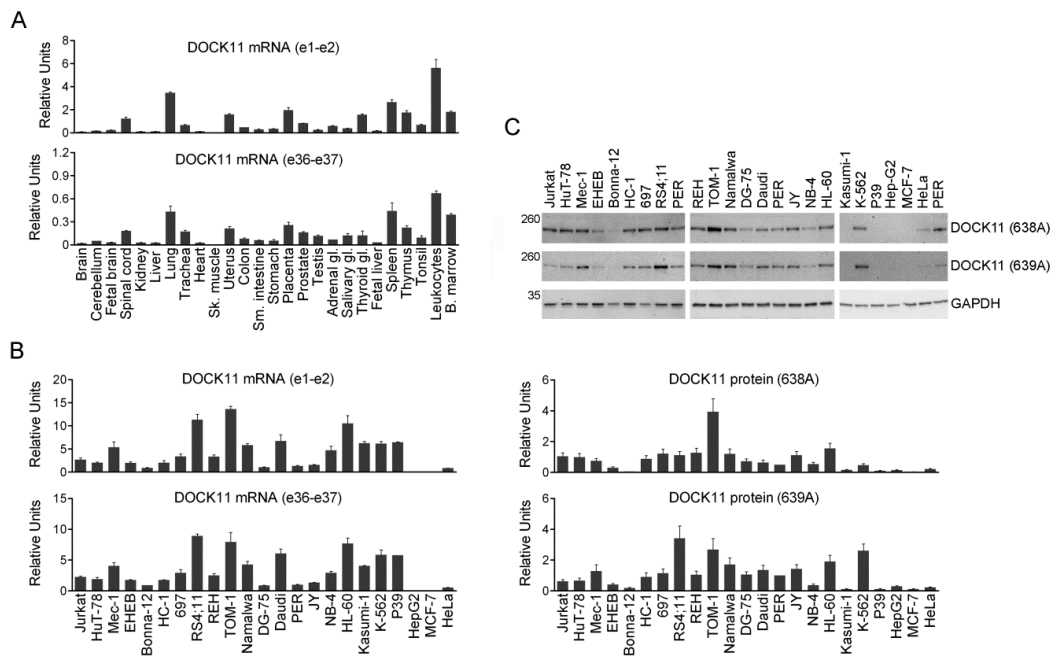 A
DOCK11 mRNA (e1-e2)
Relative Units
8
6
4
2
0
DOCK11 mRNA (e36-e37)
Relative Units
1.2
0.9
0.6
0.3
0
Brain
Cerebellum
Fetal brain
Spinal cord
Kidney
Liver
Lung
Trachea
Heart
Sk. muscle
Uterus
Colon
Sm. intestine
Stomach
Placenta
Prostate
Testis
Adrenal gl.
Salivary gl.
Thyroid gl.
Fetal liver
Spleen
Thymus
Tonsil
Leukocytes
B. marrow
C
Jurkat
HuT-78
Mec-1
EHEB
Bonna-12
HC-1
697
RS4;11
PER
REH
TOM-1
Namalwa
DG-75
Daudi
PER
JY
NB-4
HL-60
Kasumi-1
K-562
P39
Hep-G2
MCF-7
HeLa
PER
260
DOCK11 (638A)
260
DOCK11 (639A)
35
GAPDH
B
DOCK11 mRNA (e1-e2)
Relative Units
20
15
10
5
0
DOCK11 mRNA (e36-e37)
Relative Units
15
10
5
0
Jurkat
HuT-78
Mec-1
EHEB
Bonna-12
HC-1
697
RS4;11
REH
TOM-1
Namalwa
DG-75
Daudi
PER
JY
NB-4
HL-60
Kasumi-1
K-562
P39
HepG2
MCF-7
HeLa
DOCK11 protein (638A)
Relative Units
6
4
2
0
DOCK11 protein (639A)
Relative Units
6
4
2
0
Jurkat
HuT-78
Mec-1
EHEB
Bonna-12
HC-1
697
RS4;11
REH
TOM-1
Namalwa
DG-75
Daudi
PER
JY
NB-4
HL-60
Kasumi-1
K-562
P39
HepG2
MCF-7
HeLa